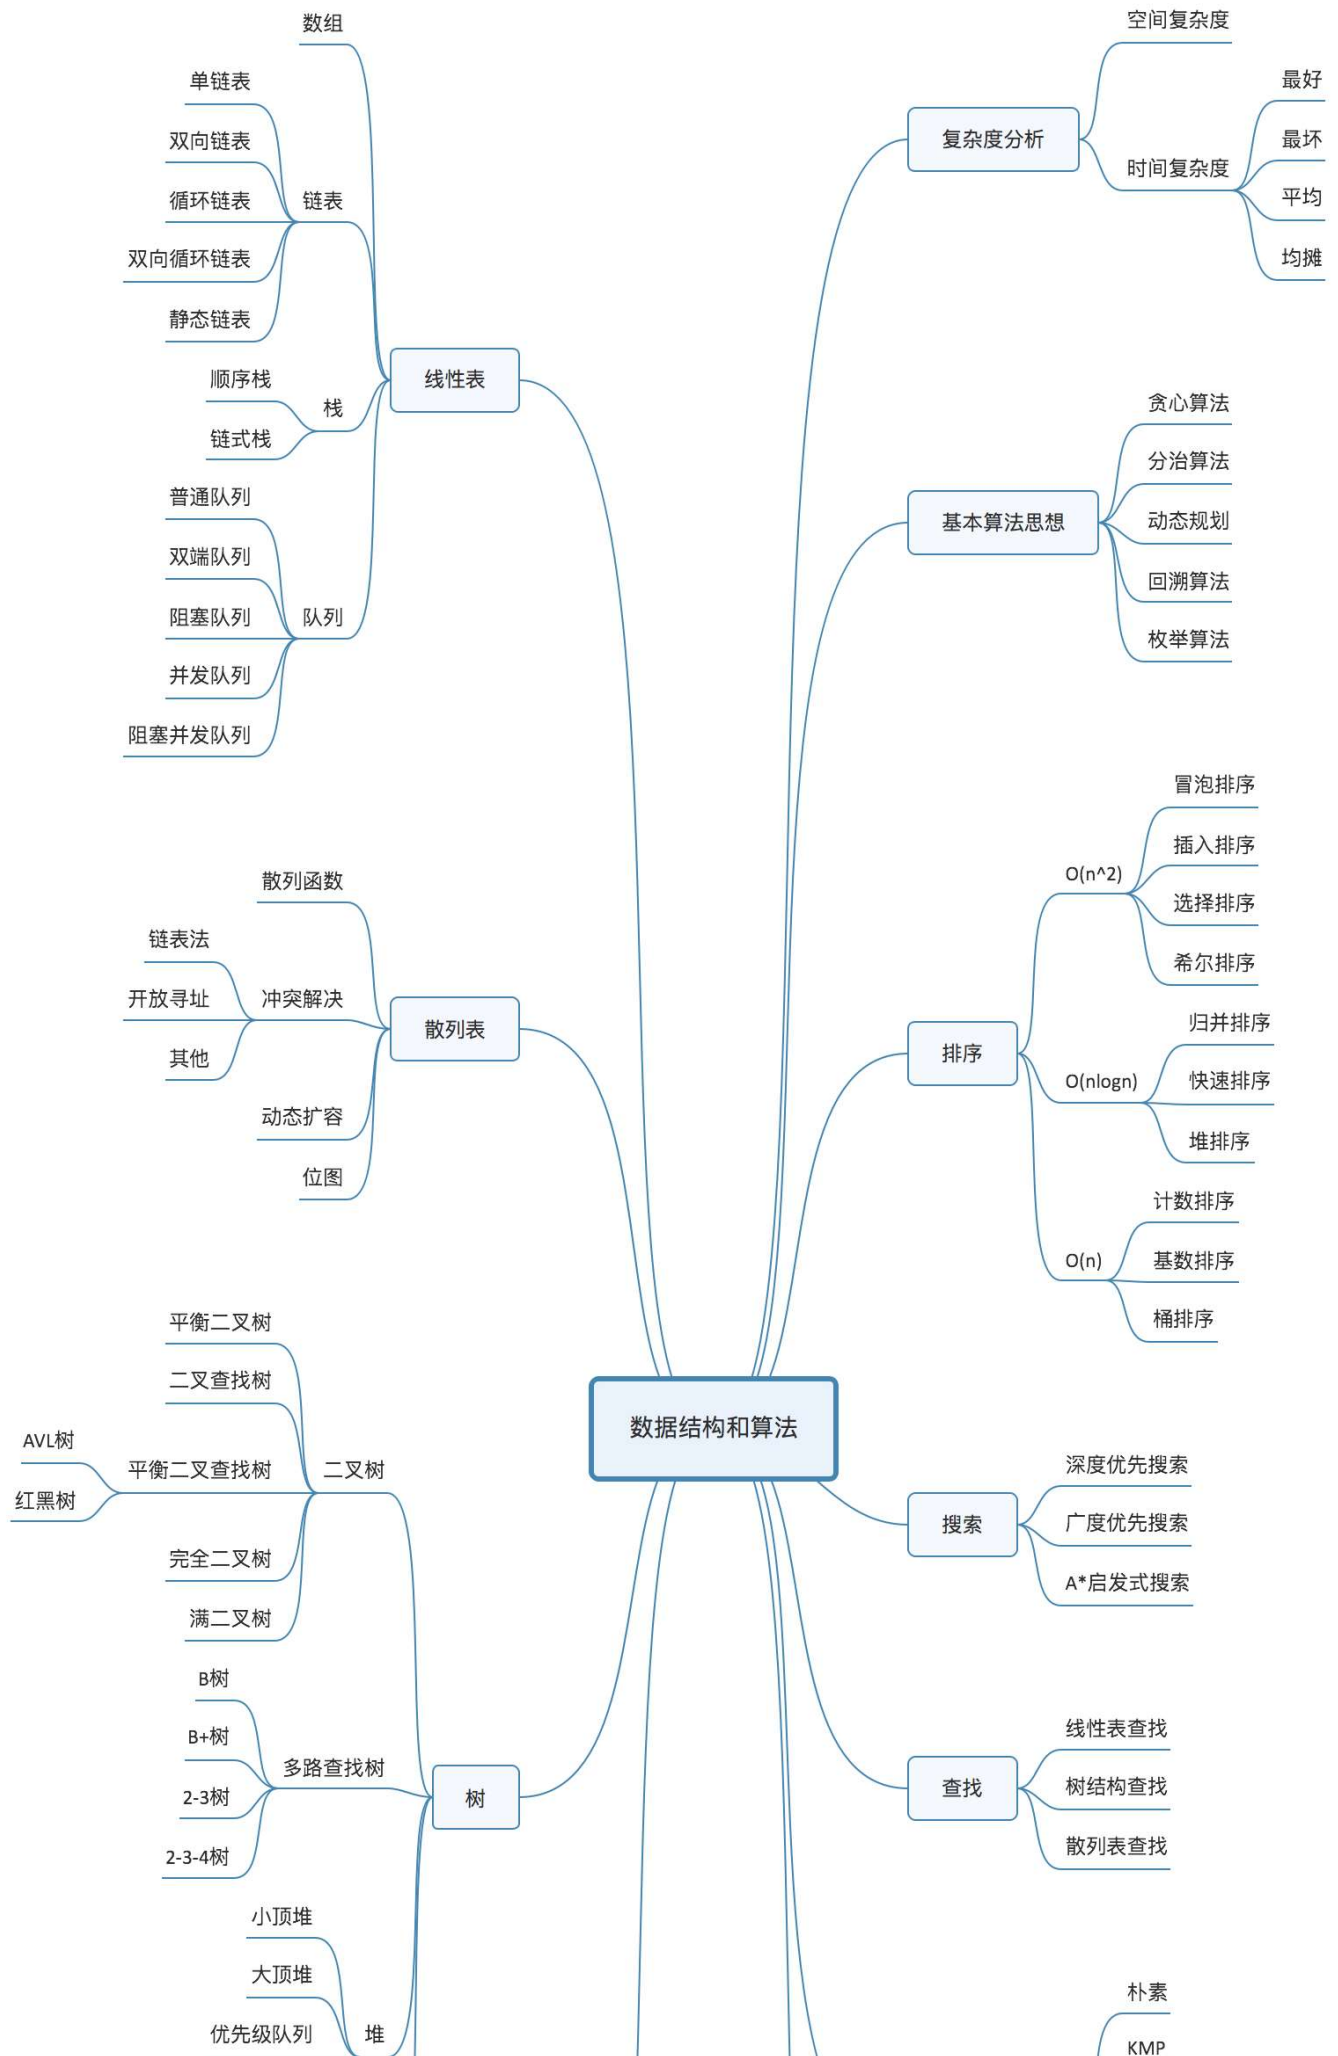 数据结构和算法
复杂度分析
空间复杂度
时间复杂度
最好
最坏
平均
均摊
基本算法思想
贪心算法
分治算法
动态规划
回溯算法
枚举算法
排序
O(n^2)
冒泡排序
插入排序
选择排序
希尔排序
O(nlogn)
归并排序
快速排序
堆排序
O(n)
计数排序
基数排序
桶排序
搜索
深度优先搜索
广度优先搜索
A*启发式搜索
查找
线性表查找
树结构查找
散列表查找
朴素
KMP
线性表
数组
链表
单链表
双向链表
循环链表
双向循环链表
静态链表
栈
顺序栈
链式栈
队列
普通队列
双端队列
阻塞队列
并发队列
阻塞并发队列
散列表
散列函数
冲突解决
链表法
开放寻址
其他
动态扩容
位图
树
二叉树
平衡二叉树
二叉查找树
平衡二叉查找树
AVL树
红黑树
完全二叉树
满二叉树
多路查找树
B树
B+树
2-3树
2-3-4树
堆
小顶堆
大顶堆
优先级队列